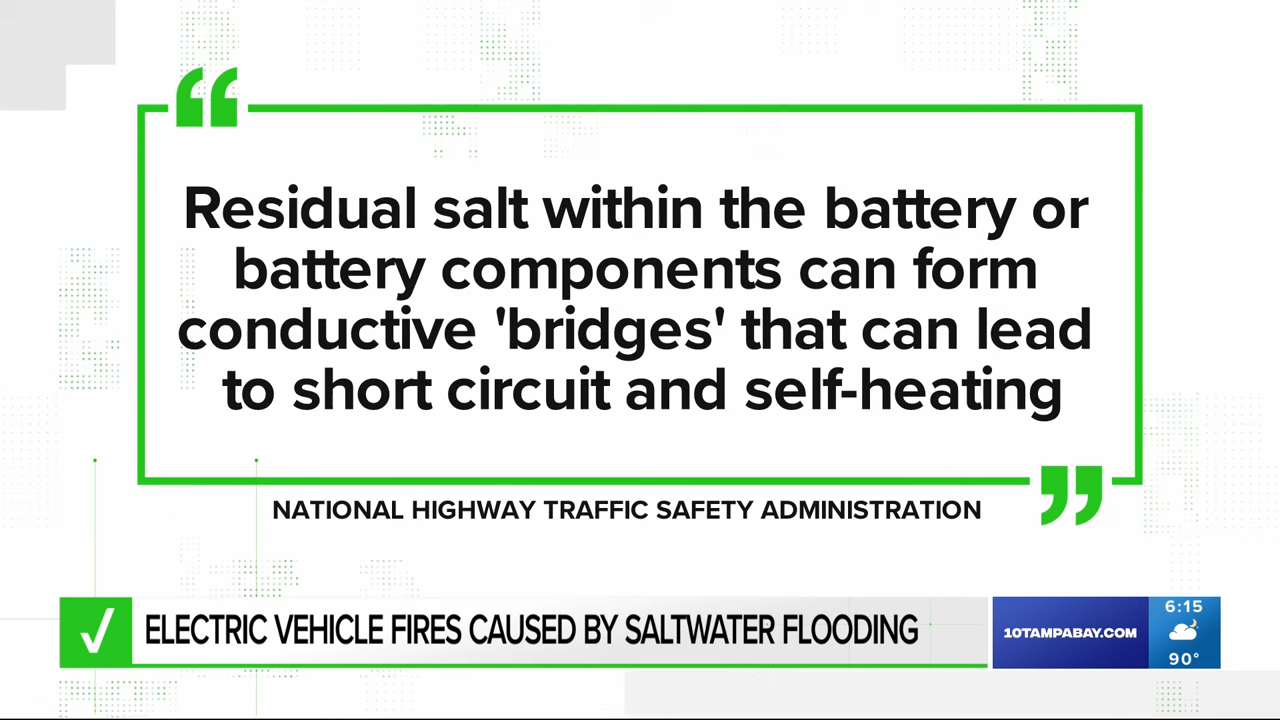 “
Residual salt within the battery or
battery components can form
conductive 'bridges' that can lead
to short circuit and self-heating
”
NATIONAL HIGHWAY TRAFFIC SAFETY ADMINISTRATION
ELECTRIC VEHICLE FIRES CAUSED BY SALTWATER FLOODING
10TAMPABAY.COM
6:15
90°